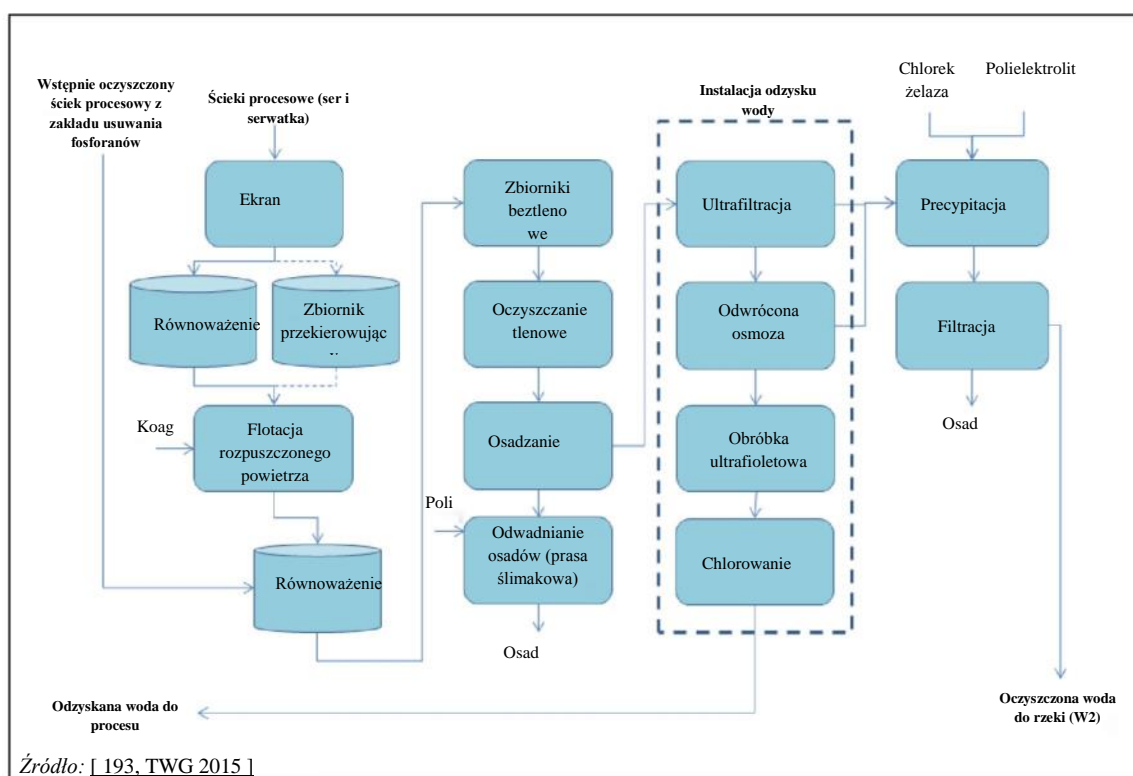 Wstępnie oczyszczony
ściek procesowy z
zakładu usuwania
fosforanów
Ścieki procesowe (ser i
serwatka)
Instalacja odzysku
wody
Chlorek
żelaza
Polielektrolit
Ekran
Zbiorniki
beztleno
we
Ultrafiltracja
Precypitacja
Równoważenie
Zbiornik
przekierowując
Oczyszczanie
tlenowe
Odwrócona
osmoza
Filtracja
Koag
Flotacja
rozpuszczonego
powietrza
Osadzanie
Obróbka
ultrafioletowa
Osad
Poli
Odwadnianie
osadów (prasa
ślimakowa)
Równoważenie
Chlorowanie
Osad
Odzyskana woda do
procesu
Oczyszczona woda
do rzeki (W2)
Źródło: [ 193, TWG 2015 ]